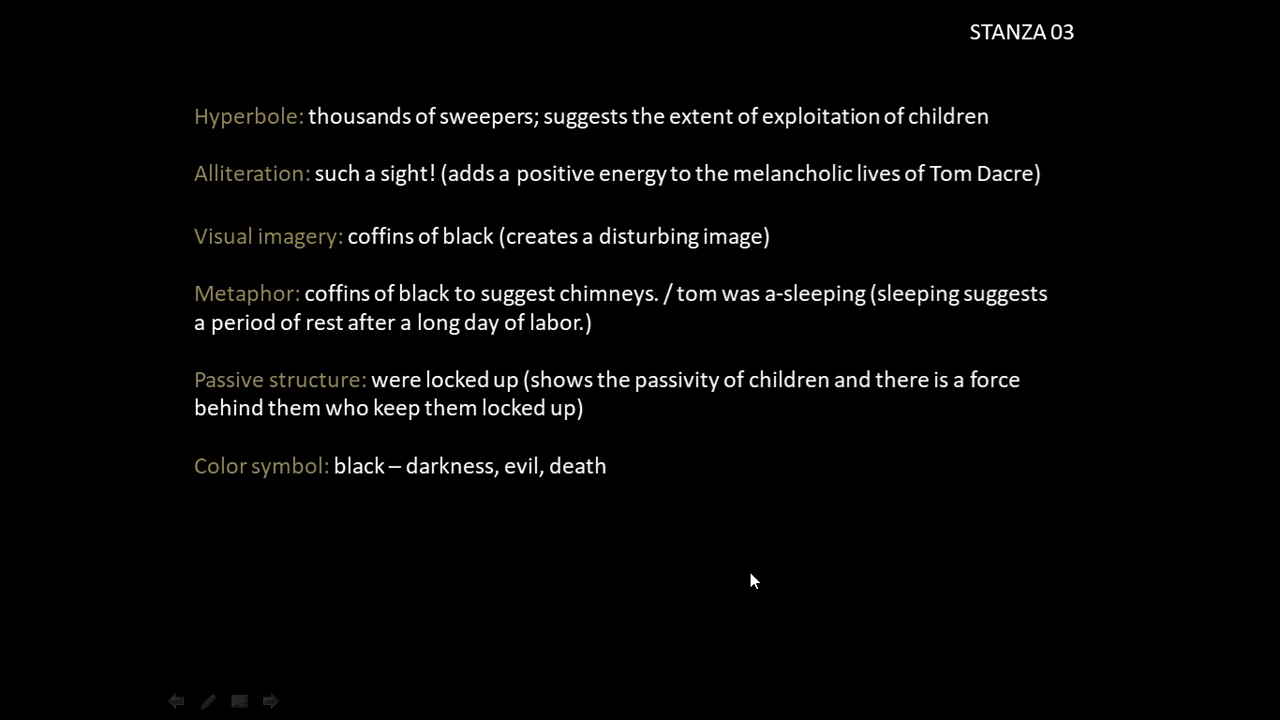 STANZA 03
Hyperbole: thousands of sweepers; suggests the extent of exploitation of children
Alliteration: such a sight! (adds a positive energy to the melancholic lives of Tom Dacre)
Visual imagery: coffins of black (creates a disturbing image)
Metaphor: coffins of black to suggest chimneys. / tom was a-sleeping (sleeping suggests
a period of rest after a long day of labor.)
Passive structure: were locked up (shows the passivity of children and there is a force
behind them who keep them locked up)
Color symbol: black – darkness, evil, death